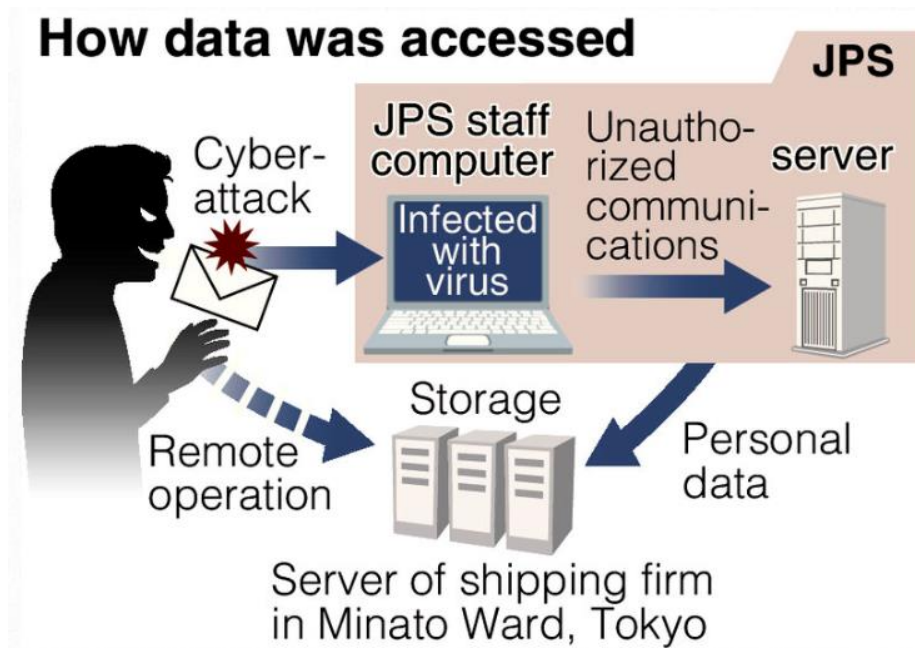 How data was accessed
JPS
Cyber-
attack
JPS staff
computer
Infected
with
virus
Unautho-
rized
communi-
cations
server
Remote
operation
Storage
Personal
data
Server of shipping firm
in Minato Ward, Tokyo